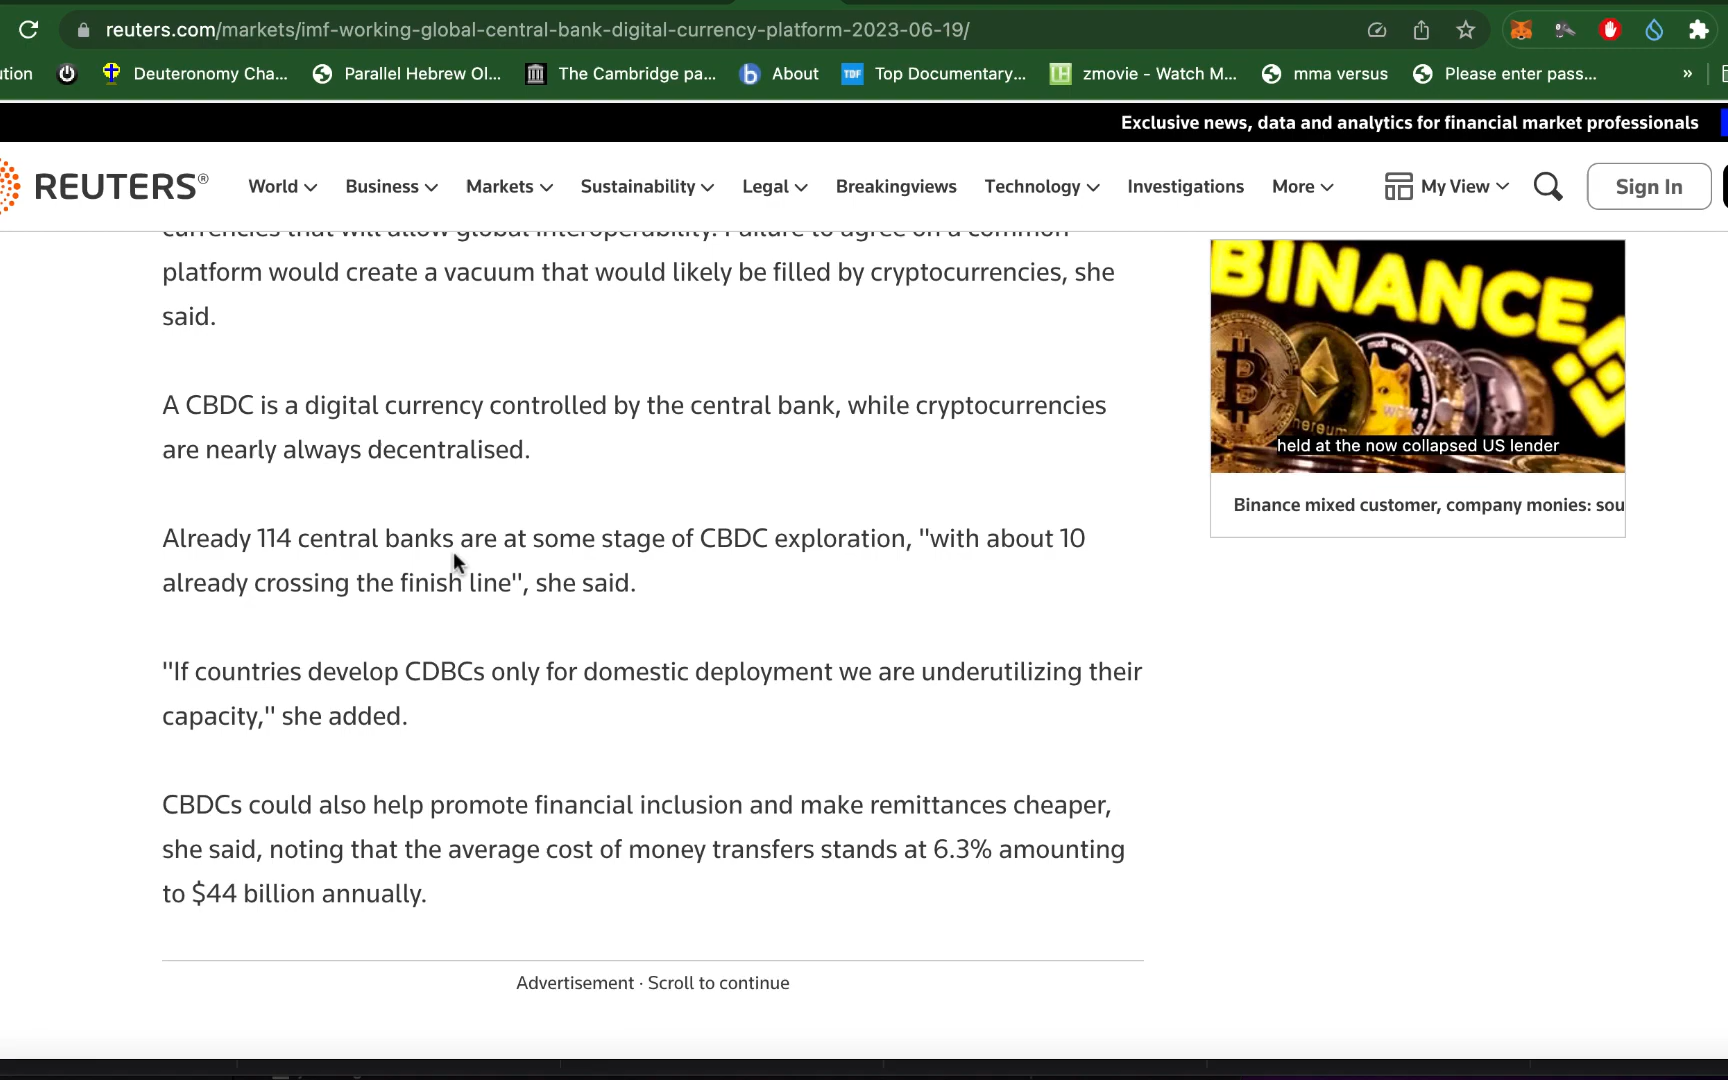 reuters.com/markets/imf-working-global-central-bank-digital-currency-platform-2023-06-19/
ution Deuteronomy Cha... Parallel Hebrew Ol... The Cambridge pa... b About TDF Top Documentary... zmovie - Watch M... mma versus Please enter pass... »
Exclusive news, data and analytics for financial market professionals
REUTERS® World Business Markets Sustainability Legal Breakingviews Technology Investigations More My View Sign In
currencies that will allow global interoperability. Failure to agree on a common
platform would create a vacuum that would likely be filled by cryptocurrencies, she
said.
A CBDC is a digital currency controlled by the central bank, while cryptocurrencies
are nearly always decentralised.
Already 114 central banks are at some stage of CBDC exploration, "with about 10
already crossing the finish line", she said.
"If countries develop CDBCs only for domestic deployment we are underutilizing their
capacity," she added.
CBDCs could also help promote financial inclusion and make remittances cheaper,
she said, noting that the average cost of money transfers stands at 6.3% amounting
to $44 billion annually.
Advertisement · Scroll to continue
BINANCE
held at the now collapsed US lender
Binance mixed customer, company monies: sou